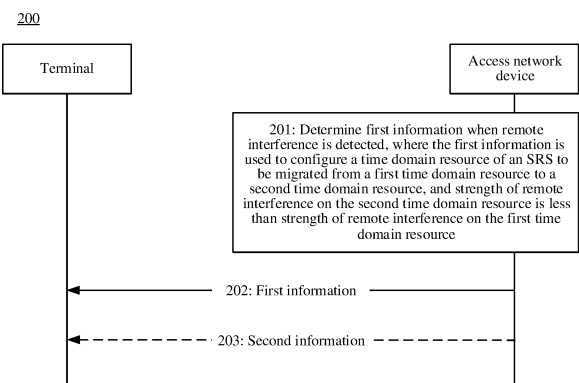 200
Terminal
Access network
device
201: Determine first information when remote
interference is detected, where the first information is
used to configure a time domain resource of an SRS to
be migrated from a first time domain resource to a
second time domain resource, and strength of remote
interference on the second time domain resource is less
than strength of remote interference on the first time
domain resource
202: First information
203: Second information